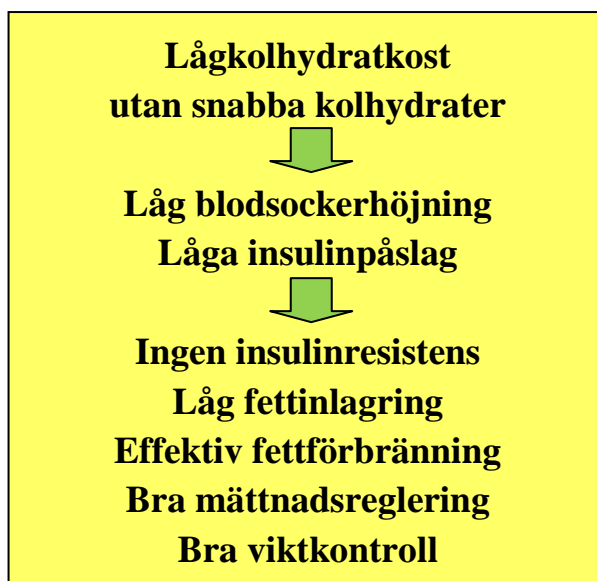 Lågkolhydratkost
utan snabba kolhydrater
Låg blodsockerhöjning
Låga insulinpåslag
Ingen insulinresistens
Låg fettinlagring
Effektiv fettförbränning
Bra mättnadsreglering
Bra viktkontroll